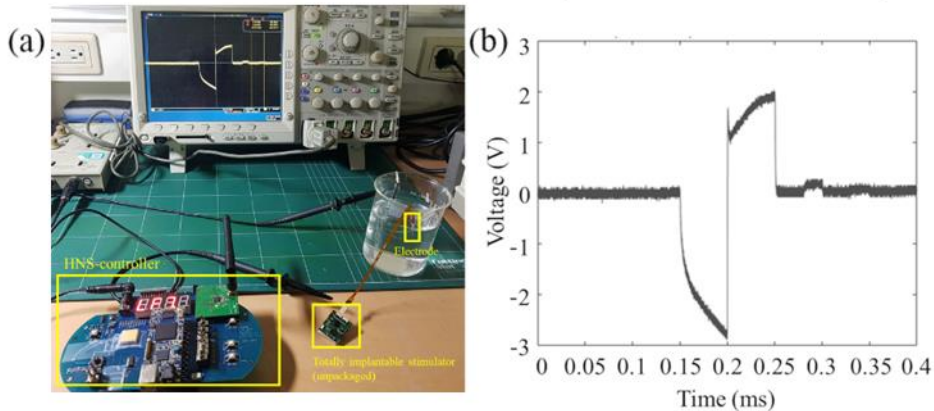 (a)
HNS-controller
Electrode
Totally implantable stimulator
(unpackaged)
(b)
Voltage (V)
3
2
1
0
-1
-2
-3
0
0.05
0.1
0.15
0.2
0.25
0.3
0.35
0.4
Time (ms)